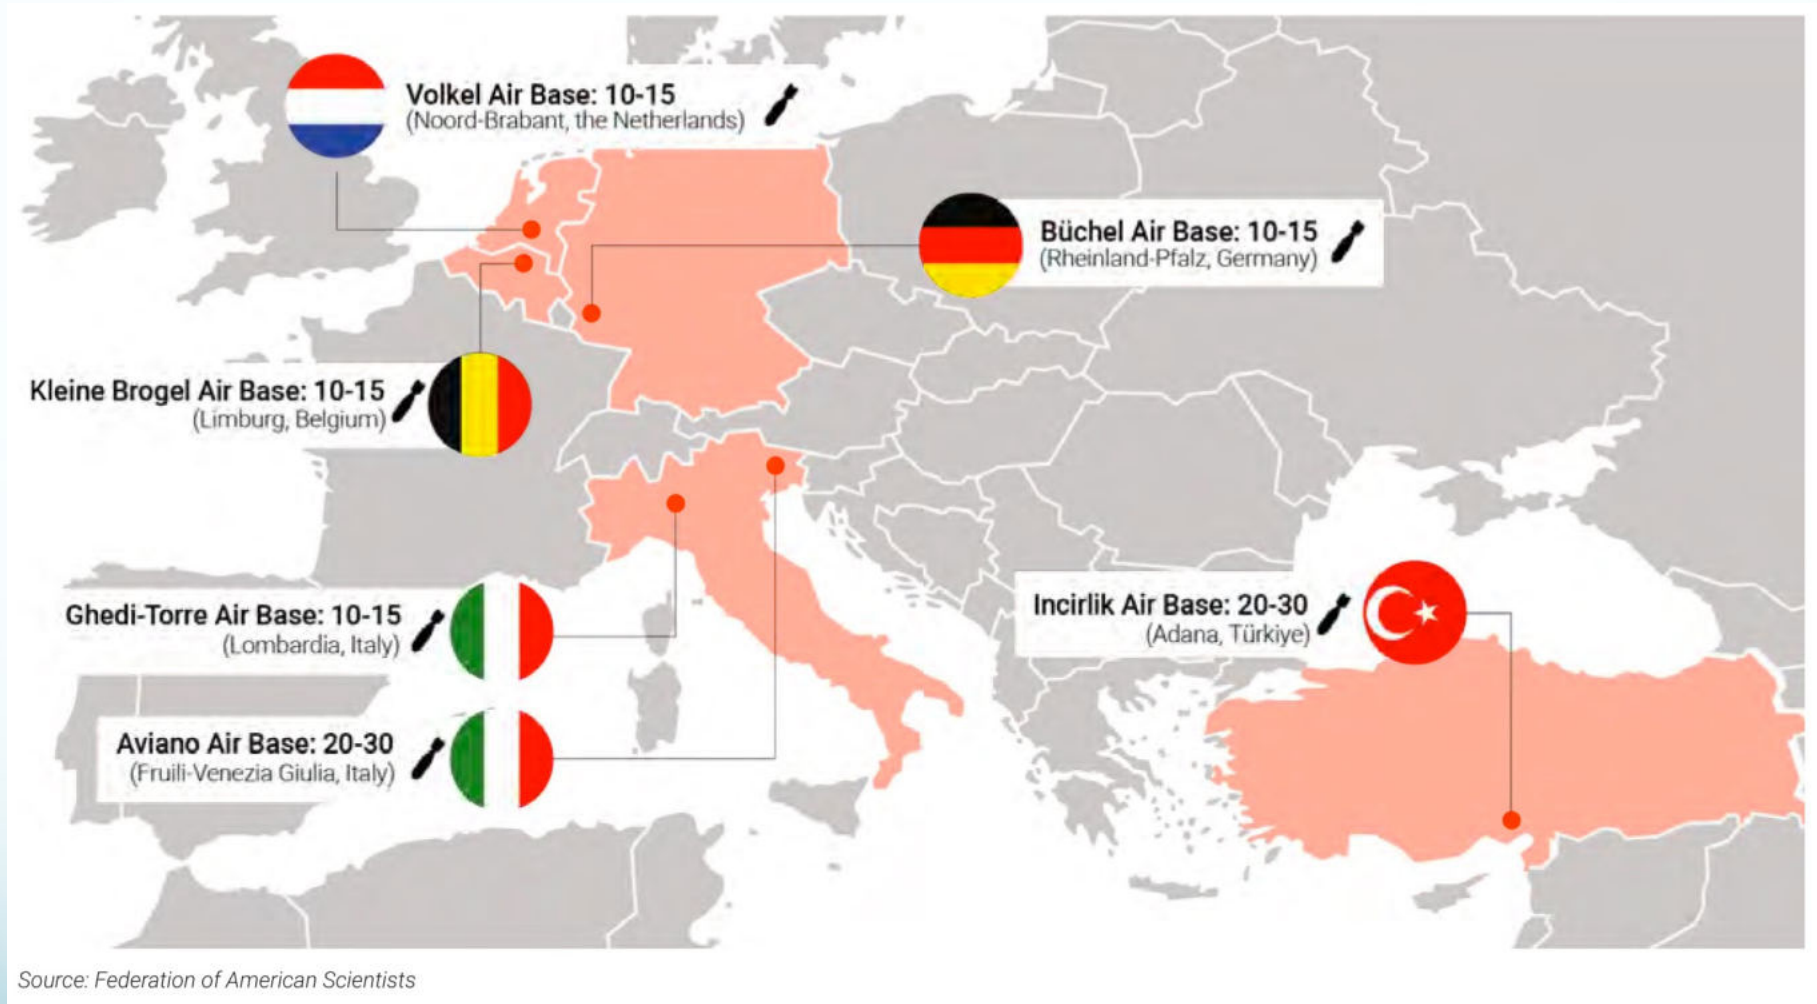 Volkel Air Base: 10-15
(Noord-Brabant, the Netherlands)
Büchel Air Base: 10-15
(Rheinland-Pfalz, Germany)
Kleine Brogel Air Base: 10-15
(Limburg, Belgium)
Ghedi-Torre Air Base: 10-15
(Lombardia, Italy)
Incirlik Air Base: 20-30
(Adana, Türkiye)
Aviano Air Base: 20-30
(Fruili-Venezia Giulia, Italy)
Source: Federation of American Scientists